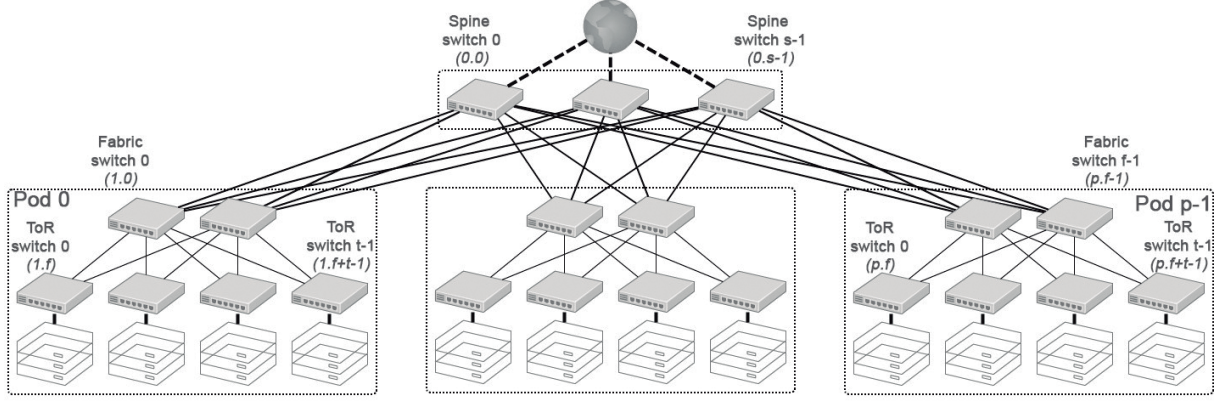 Spine
switch 0
(0.0)
Spine
switch s-1
(0.s-1)
Fabric
switch 0
(1.0)
Fabric
switch f-1
(p.f-1)
Pod 0
ToR
switch 0
(1.f)
ToR
switch t-1
(1.f+t-1)
Pod p-1
ToR
switch 0
(p.f)
ToR
switch t-1
(p.f+t-1)